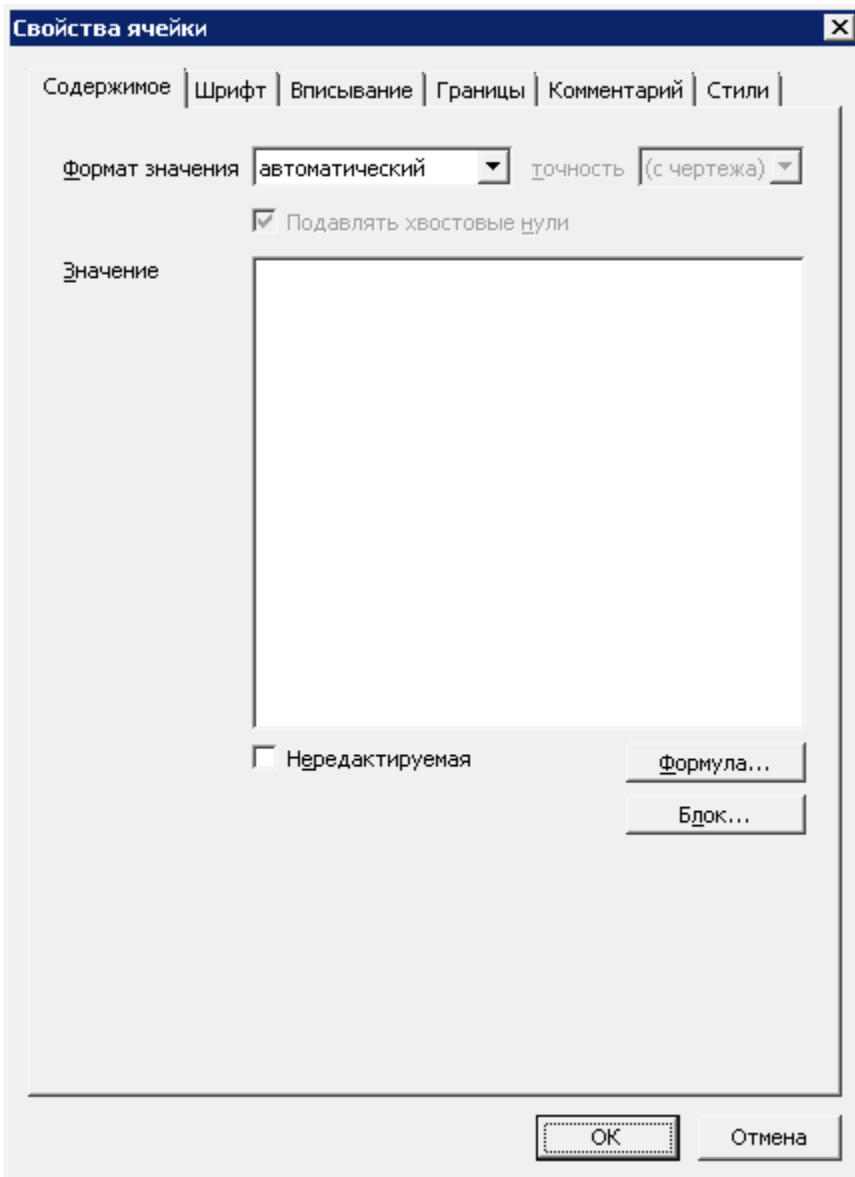 Свойства ячейки
Содержимое Шрифт Вписывание Границы Комментарий Стили
Формат значения автоматический точность (с чертежа)
Подавлять хвостовые нули
Значение
Нередактируемая Формула...
Блок...
OK Отмена